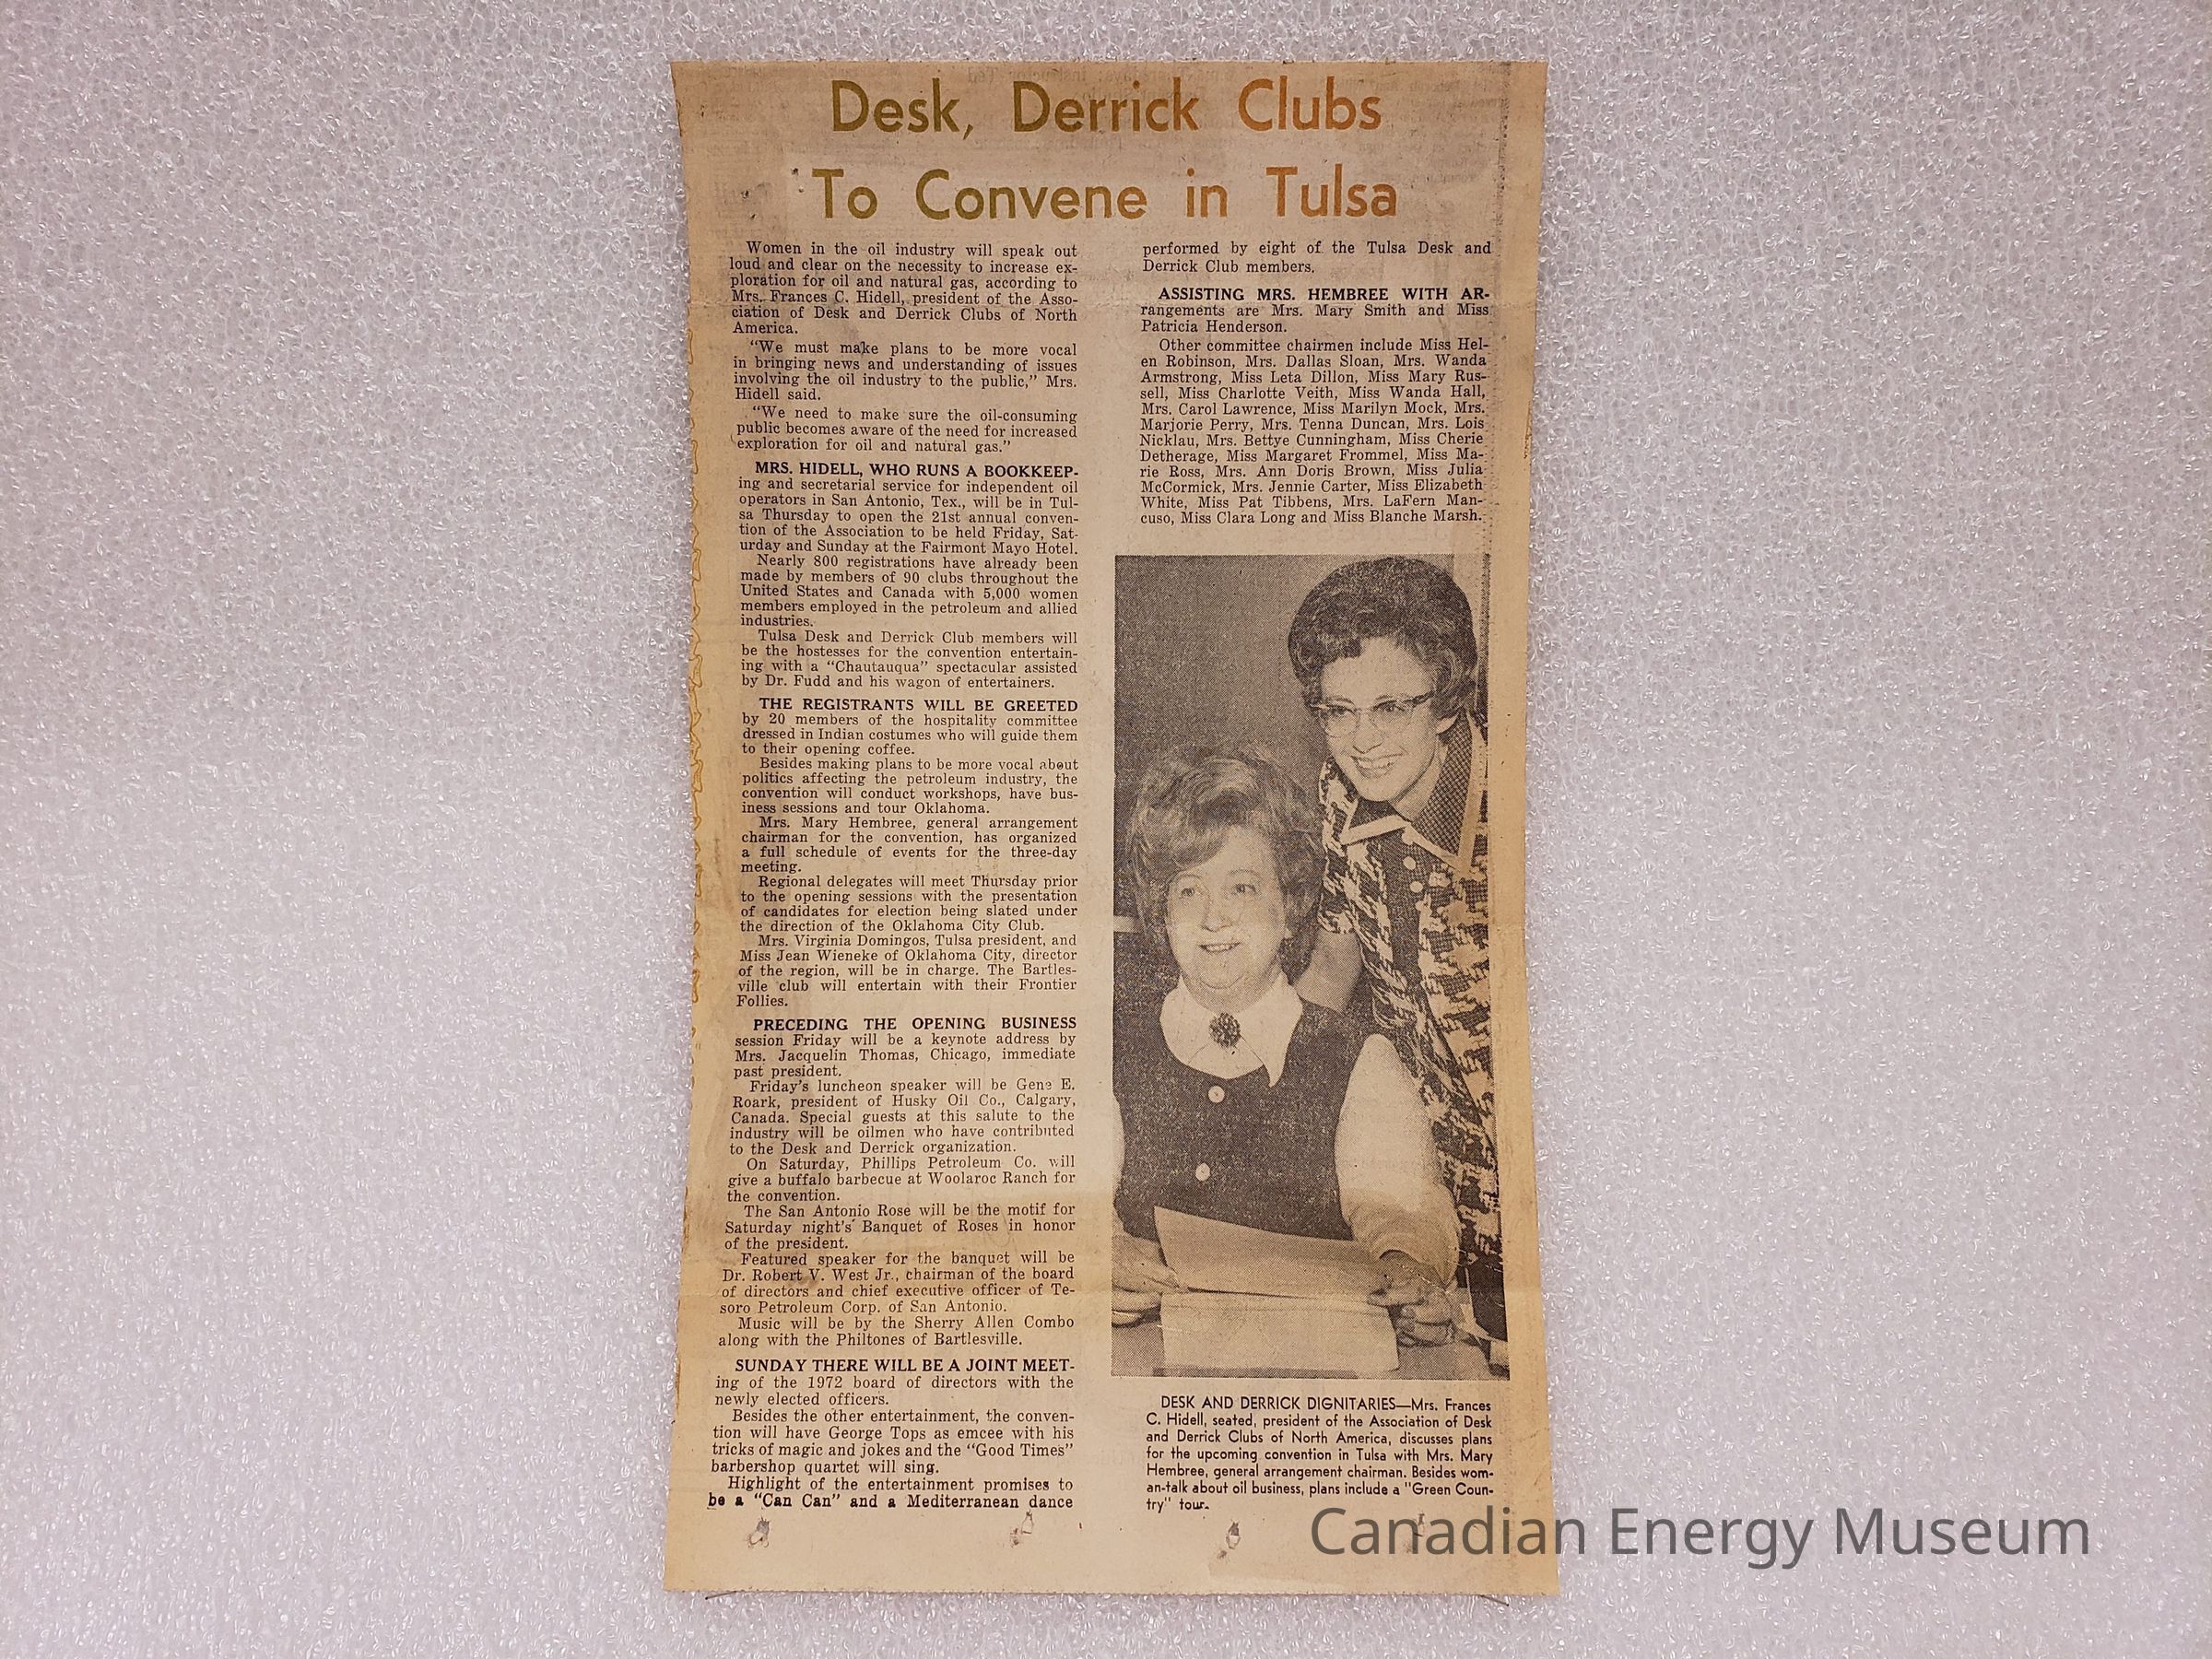 Desk, Derrick Clubs
To Convene in Tulsa
Women in the oil industry will speak out
loud and clear on the necessity to increase ex-
ploration for oil and natural gas, according to
Mrs. Frances C. Hidell, president of the Asso-
ciation of Desk and Derrick Clubs of North
America.
"We must make plans to be more vocal
in bringing news and understanding of issues
involving the oil industry to the public," Mrs.
Hidell said.
"We need to make sure the oil-consuming
public becomes aware of the need for increased
exploration for oil and natural gas."
MRS. HIDELL, WHO RUNS A BOOKKEEP-
ing and secretarial service for independent oil
operators in San Antonio, Tex., will be in Tul-
sa Thursday to open the 21st annual conven-
tion of the Association to be held Friday, Sat-
urday and Sunday at the Fairmont Mayo Hotel.
Nearly 800 registrations have already been
made by members of 90 clubs throughout the
United States and Canada with 5,000 women
members employed in the petroleum and allied
industries.
Tulsa Desk and Derrick Club members will
be the hostesses for the convention entertain-
ing with a "Chautauqua" spectacular assisted
by Dr. Fudd and his wagon of entertainers.
THE REGISTRANTS WILL BE GREETED
by 20 members of the hospitality committee
dressed in Indian costumes who will guide them
to their opening coffee.
Besides making plans to be more vocal about
politics affecting the petroleum industry, the
convention will conduct workshops, have bus-
iness sessions and tour Oklahoma.
Mrs. Mary Hembree, general arrangement
chairman for the convention, has organized
a full schedule of events for the three-day
meeting.
Regional delegates will meet Thursday prior
to the opening sessions with the presentation
of candidates for election being slated under
the direction of the Oklahoma City Club.
Mrs. Virginia Domingos, Tulsa president, and
Miss Jean Wieneke of Oklahoma City, director
of the region, will be in charge. The Bartles-
ville club will entertain with their Frontier
Follies.
PRECEDING THE OPENING BUSINESS
session Friday will be a keynote address by
Mrs. Jacquelin Thomas, Chicago, immediate
past president.
Friday's luncheon speaker will be Gene E.
Roark, president of Husky Oil Co., Calgary,
Canada. Special guests at this salute to the
industry will be oilmen who have contributed
to the Desk and Derrick organization.
On Saturday, Phillips Petroleum Co. will
give a buffalo barbecue at Woolaroc Ranch for
the convention.
The San Antonio Rose will be the motif for
Saturday night's Banquet of Roses in honor
of the president.
Featured speaker for the banquet will be
Dr. Robert V. West Jr., chairman of the board
of directors and chief executive officer of Te-
soro Petroleum Corp. of San Antonio.
Music will be by the Sherry Allen Combo
along with the Philtones of Bartlesville.
SUNDAY THERE WILL BE A JOINT MEET-
ing of the 1972 board of directors with the
newly elected officers.
Besides the other entertainment, the conven-
tion will have George Tops as emcee with his
tricks of magic and jokes and the "Good Times"
barbershop quartet will sing.
Highlight of the entertainment promises to
be a "Can Can" and a Mediterranean dance
performed by eight of the Tulsa Desk and
Derrick Club members.
ASSISTING MRS. HEMBREE WITH AR-
rangements are Mrs. Mary Smith and Miss
Patricia Henderson.
Other committee chairmen include Miss Hel-
en Robinson, Mrs. Dallas Sloan, Mrs. Wanda
Armstrong, Miss Leta Dillon, Miss Mary Rus-
sell, Miss Charlotte Veith, Miss Wanda Hall,
Mrs. Carol Lawrence, Miss Marilyn Mock, Mrs.
Marjorie Perry, Mrs. Tenna Duncan, Mrs. Lois
Nicklau, Mrs. Bettye Cunningham, Miss Cherie
Detherage, Miss Margaret Frommel, Miss Ma-
rie Ross, Mrs. Ann Doris Brown, Miss Julia
McCormick, Mrs. Jennie Carter, Miss Elizabeth
White, Miss Pat Tibbens, Mrs. LaFern Man-
cuso, Miss Clara Long and Miss Blanche Marsh.
DESK AND DERRICK DIGNITARIES—Mrs. Frances
C. Hidell, seated, president of the Association of Desk
and Derrick Clubs of North America, discusses plans
for the upcoming convention in Tulsa with Mrs. Mary
Hembree, general arrangement chairman. Besides wom-
an-talk about oil business, plans include a "Green Coun-
try" tour.
Canadian Energy Museum